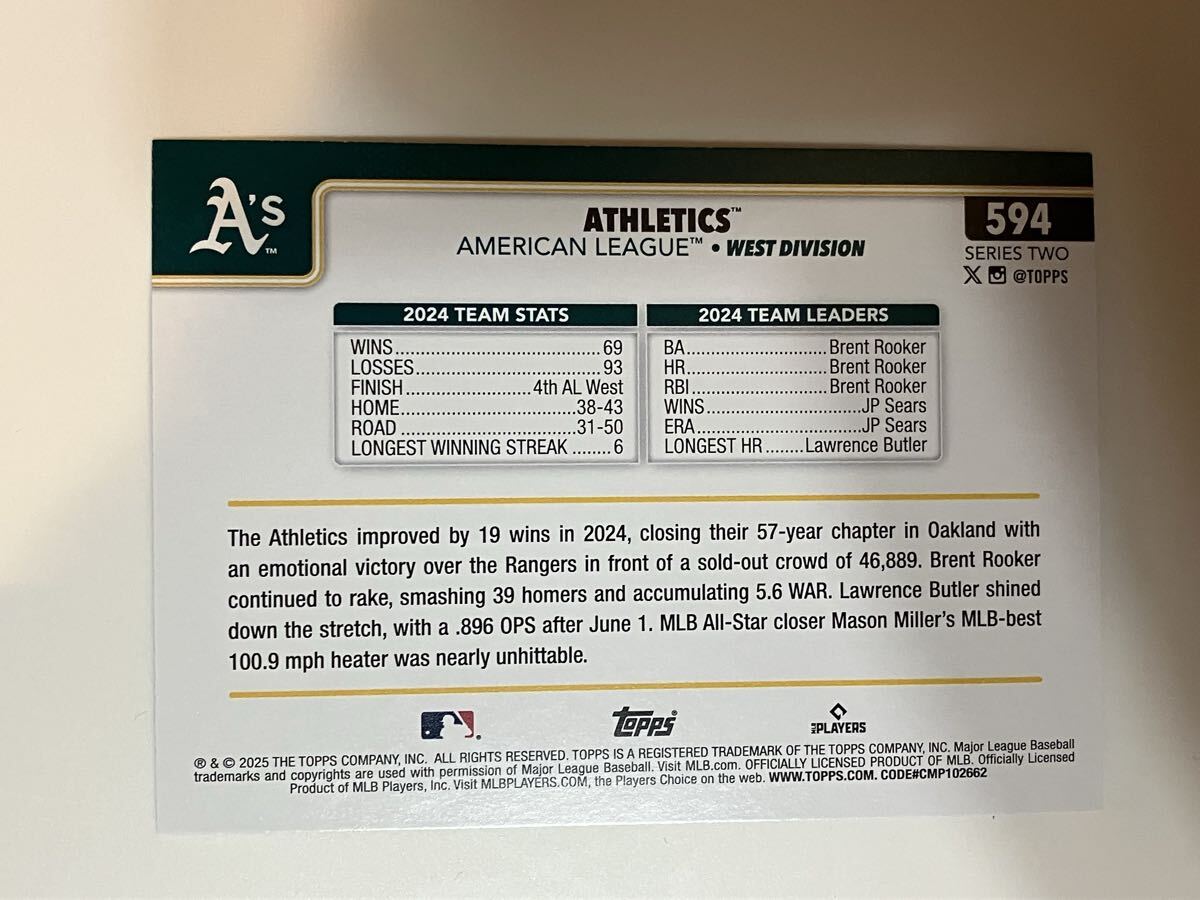 A's™
ATHLETICS™
AMERICAN LEAGUE™ • WEST DIVISION
594
SERIES TWO
X @TOPPS
2024 TEAM STATS
WINS....................................69
LOSSES................................93
FINISH....................4th AL West
HOME..............................38-43
ROAD..............................31-50
LONGEST WINNING STREAK........6
2024 TEAM LEADERS
BA............................Brent Rooker
HR............................Brent Rooker
RBI...........................Brent Rooker
WINS.............................JP Sears
ERA................................JP Sears
LONGEST HR........Lawrence Butler
The Athletics improved by 19 wins in 2024, closing their 57-year chapter in Oakland with
an emotional victory over the Rangers in front of a sold-out crowd of 46,889. Brent Rooker
continued to rake, smashing 39 homers and accumulating 5.6 WAR. Lawrence Butler shined
down the stretch, with a .896 OPS after June 1. MLB All-Star closer Mason Miller's MLB-best
100.9 mph heater was nearly unhittable.
Topps®
MLB PLAYERS
® & © 2025 THE TOPPS COMPANY, INC. ALL RIGHTS RESERVED. TOPPS IS A REGISTERED TRADEMARK OF THE TOPPS COMPANY, INC. Major League Baseball
trademarks and copyrights are used with permission of Major League Baseball. Visit MLB.com. OFFICIALLY LICENSED PRODUCT OF MLB. Officially Licensed
Product of MLB Players, Inc. Visit MLBPLAYERS.COM, the Players Choice on the web. WWW.TOPPS.COM. CODE#CMP102662